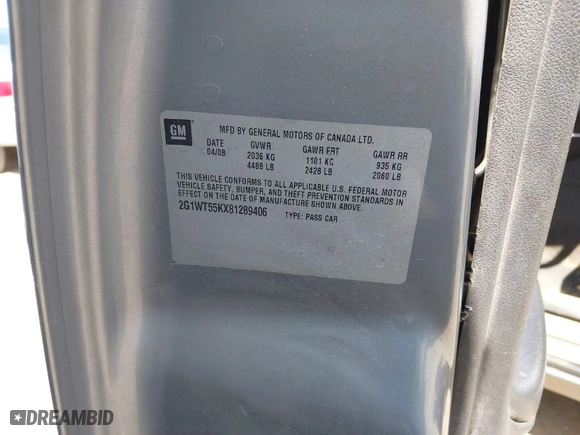 GM
MFD BY GENERAL MOTORS OF CANADA LTD.
DATE GVWR GAWR FRT GAWR RR
04/08 2036 KG 1101 KG 935 KG
4488 LB 2428 LB 2060 LB
THIS VEHICLE CONFORMS TO ALL APPLICABLE U.S. FEDERAL MOTOR
VEHICLE SAFETY, BUMPER, AND THEFT PREVENTION STANDARDS IN
EFFECT ON THE DATE OF MANUFACTURE SHOWN ABOVE.
2G1WT55KX81289406 TYPE: PASS CAR
DREAMBID